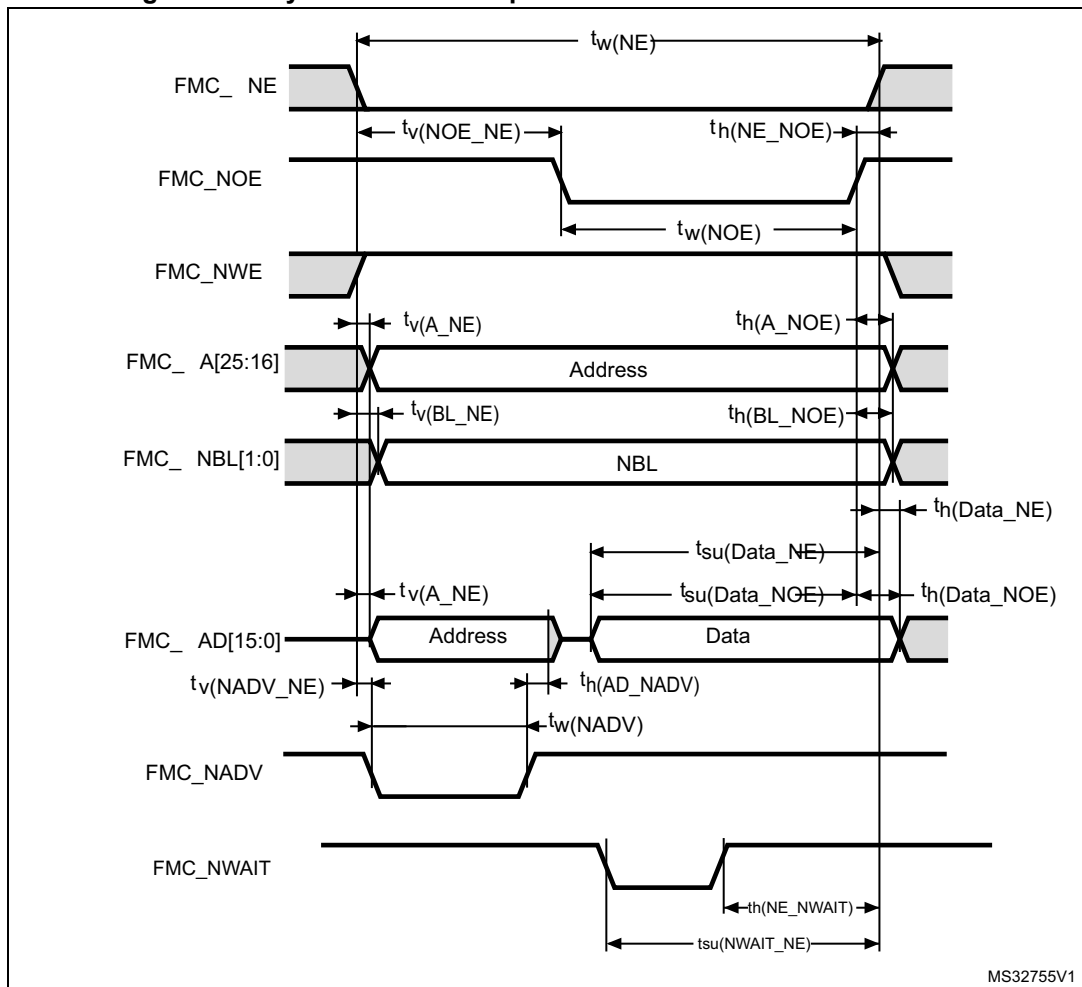 tw(NE)
FMC_ NE
tv(NOE_NE)
th(NE_NOE)
FMC_NOE
tw(NOE)
FMC_NWE
tv(A_NE)
th(A_NOE)
FMC_ A[25:16]
Address
tv(BL_NE)
th(BL_NOE)
FMC_ NBL[1:0]
NBL
th(Data_NE)
tsu(Data_NE)
tv(A_NE)
tsu(Data_NOE)
th(Data_NOE)
FMC_ AD[15:0]
Address
Data
tv(NADV_NE)
th(AD_NADV)
tw(NADV)
FMC_NADV
FMC_NWAIT
th(NE_NWAIT)
tsu(NWAIT_NE)
MS32755V1